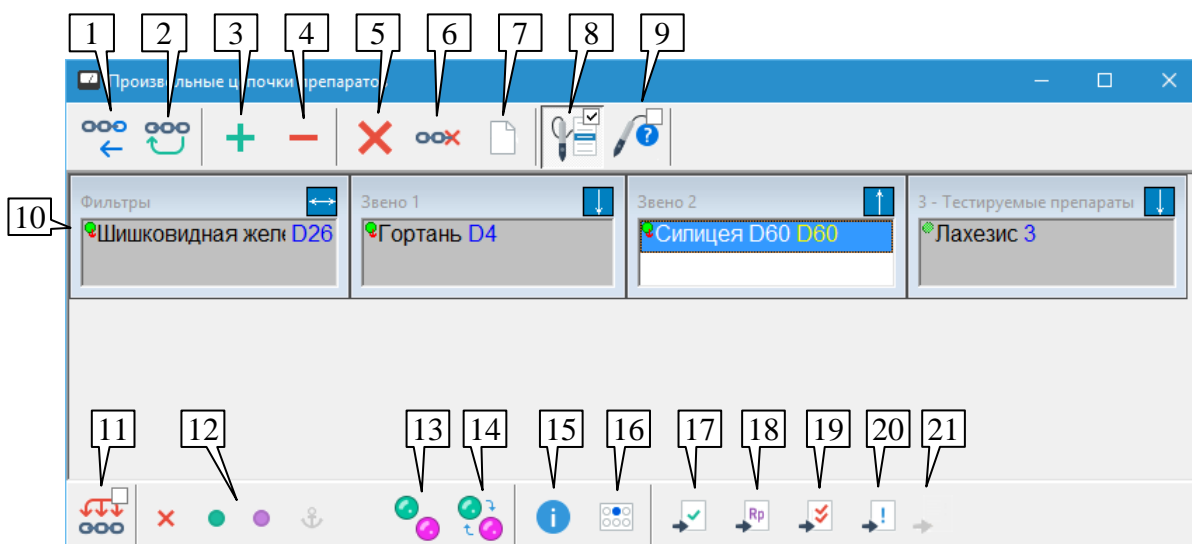 1 2 3 4 5 6 7 8 9
Произвольные цепочки препаратов
?
10
Фильтры
Шишковидная желе D26
Звено 1
Гортань D4
Звено 2
Силицея D60 D60
3 - Тестируемые препараты
Лахезис 3
11 12 13 14 15 16 17 18 19 20 21
i
Rp
!